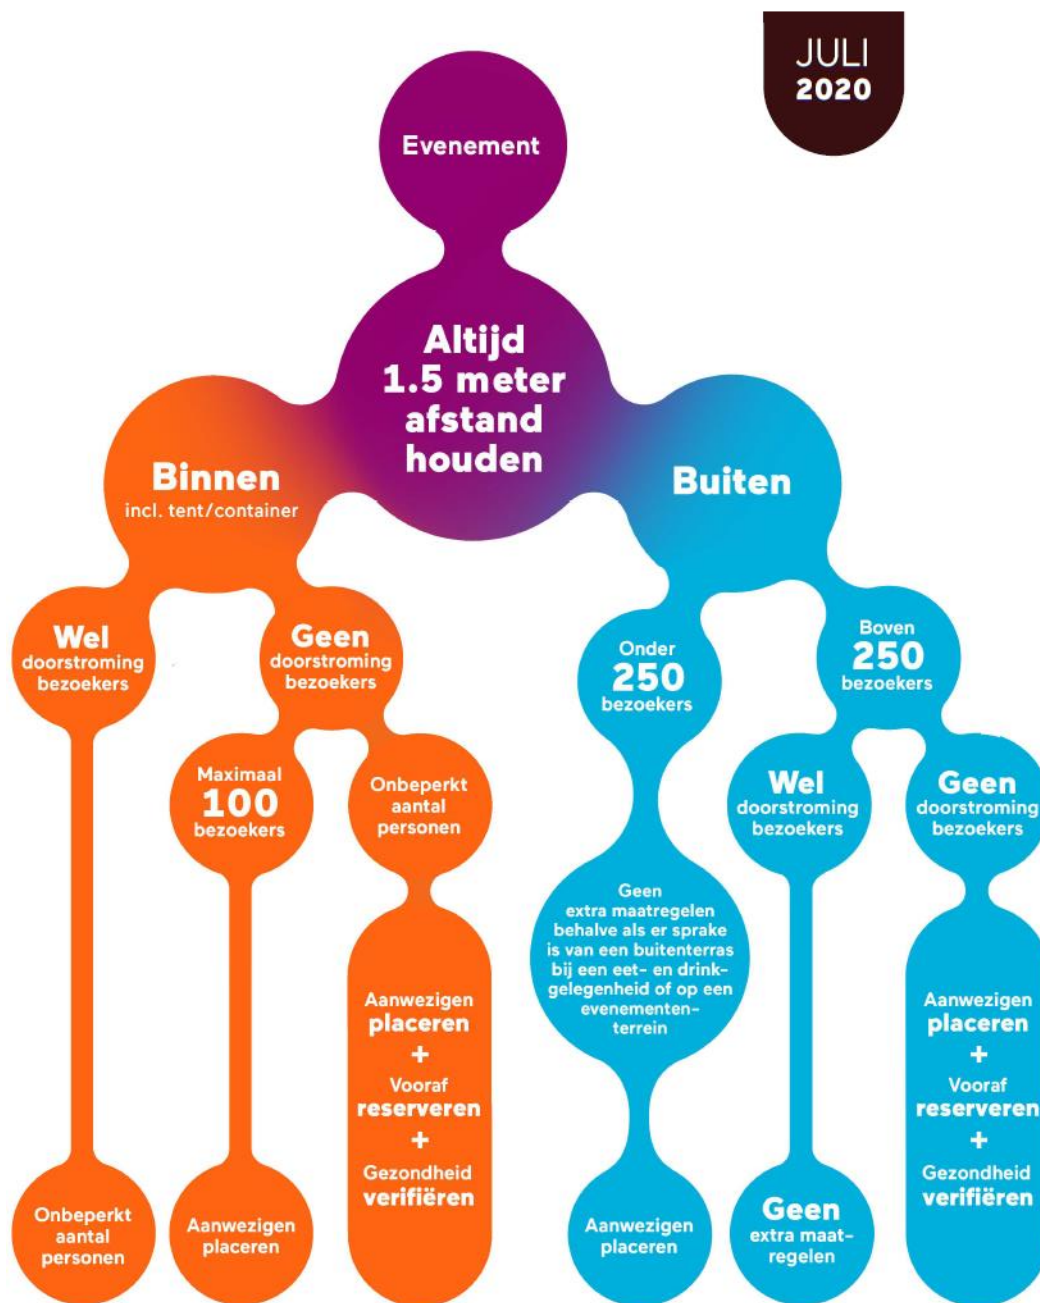 JULI
2020
Evenement
Altijd
1.5 meter
afstand
houden
Binnen
incl. tent/container
Buiten
Wel
doorstroming
bezoekers
Geen
doorstroming
bezoekers
Onder
250
bezoekers
Boven
250
bezoekers
Maximaal
100
bezoekers
Onbeperkt
aantal
personen
Wel
doorstroming
bezoekers
Geen
doorstroming
bezoekers
Geen
extra maatregelen
behalve als er sprake
is van een buitenterras
bij een eet- en drink-
gelegenheid of op een
evenementen-
terrein
Aanwezigen
placeren
+
Vooraf
reserveren
+
Gezondheid
verifiëren
Aanwezigen
placeren
+
Vooraf
reserveren
+
Gezondheid
verifiëren
Onbeperkt
aantal
personen
Aanwezigen
placeren
Aanwezigen
placeren
Geen
extra maat-
regelen